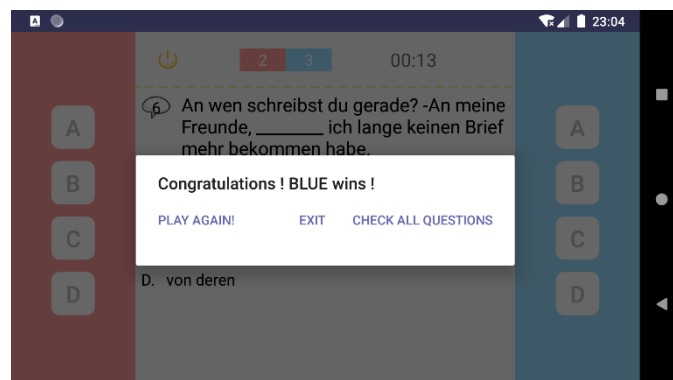 A 23:04
2 3 00:13
6 An wen schreibst du gerade? -An meine
Freunde, _______ ich lange keinen Brief
mehr bekommen habe.
A A
B B
C C
D D
Congratulations ! BLUE wins !
PLAY AGAIN! EXIT CHECK ALL QUESTIONS
D. von deren